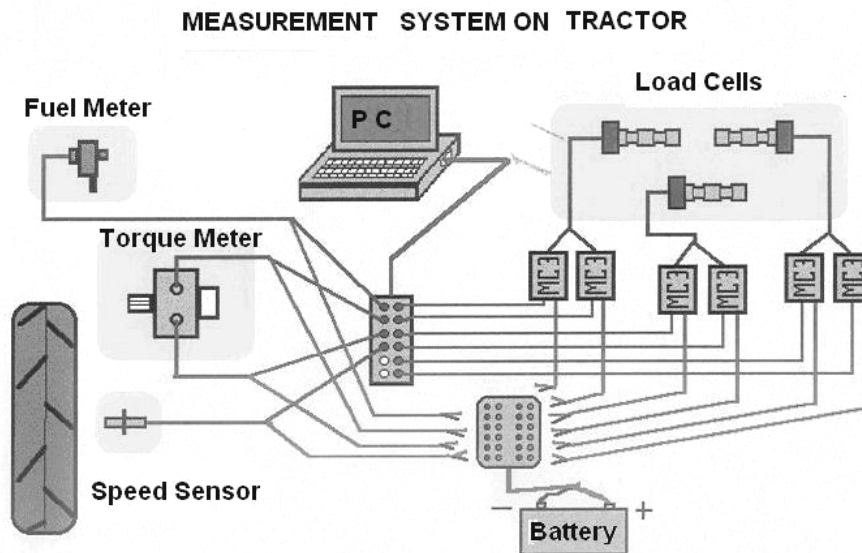 MEASUREMENT SYSTEM ON TRACTOR
Fuel Meter
P C
Load Cells
Torque Meter
MC3
MC3
MC3
MC3
MC3
MC3
Speed Sensor
− +
Battery